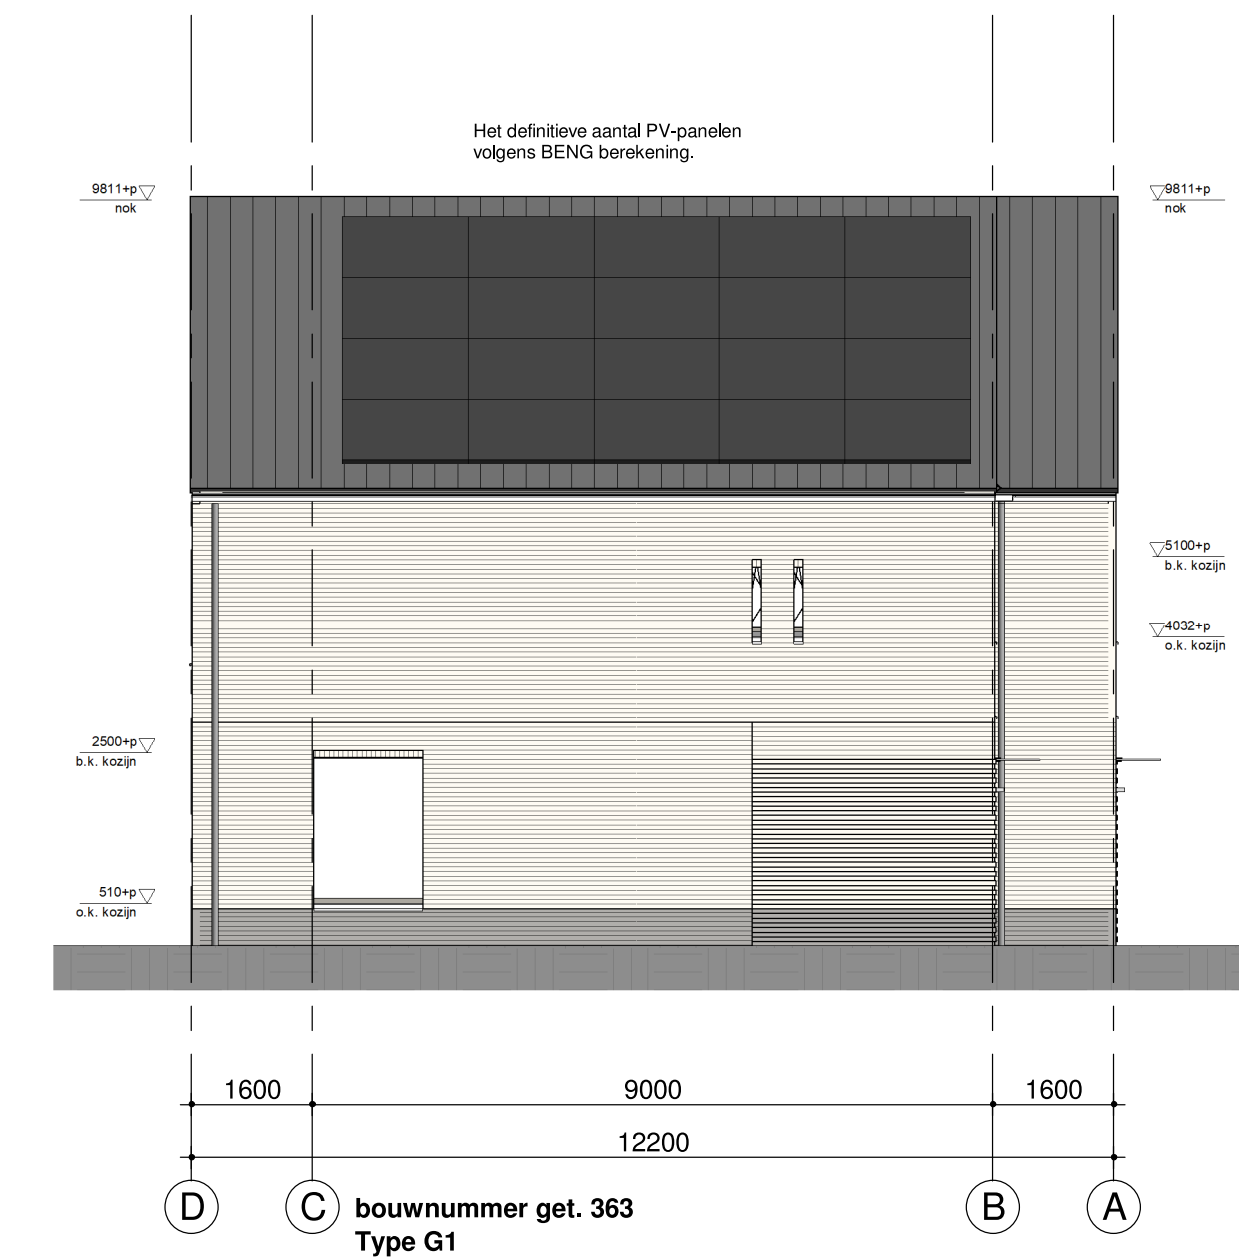 Het definitieve aantal PV-panelen
volgens BENG berekening.
9811+p
nok
9811+p
nok
5100+p
b.k. kozijn
4032+p
o.k. kozijn
2500+p
b.k. kozijn
510+p
o.k. kozijn
1600
9000
1600
12200
D
C
B
A
bouwnummer get. 363
Type G1